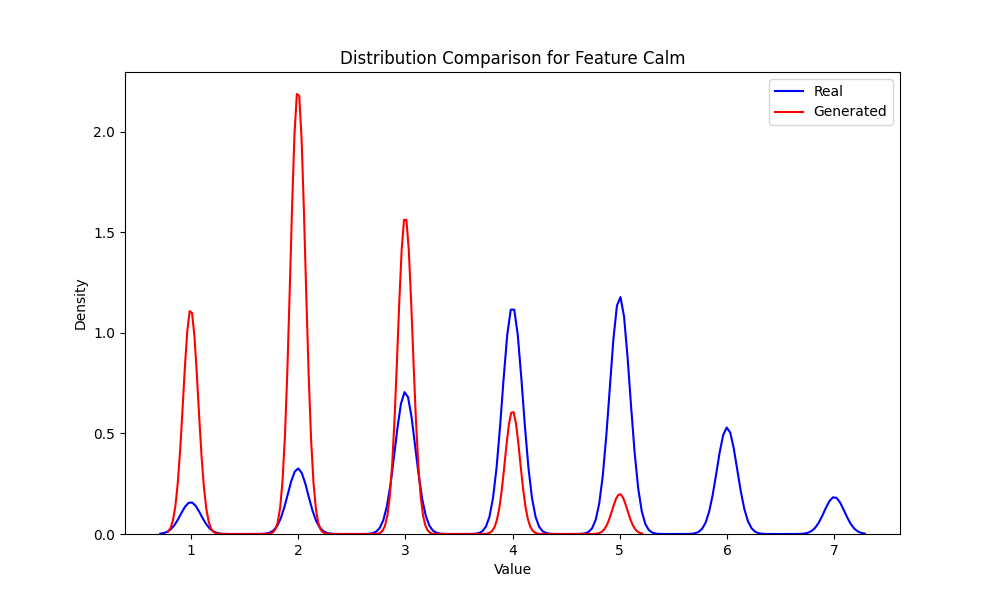 Distribution Comparison for Feature Calm
Real
Generated
2.0
1.5
1.0
0.5
0.0
Density
1 2 3 4 5 6 7
Value